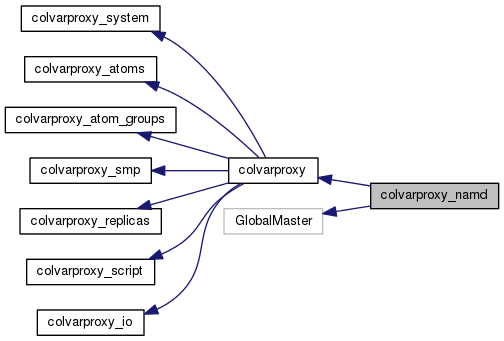 colvarproxy_system
colvarproxy_atoms
colvarproxy_atom_groups
colvarproxy_smp
colvarproxy
colvarproxy_namd
colvarproxy_replicas
GlobalMaster
colvarproxy_script
colvarproxy_io